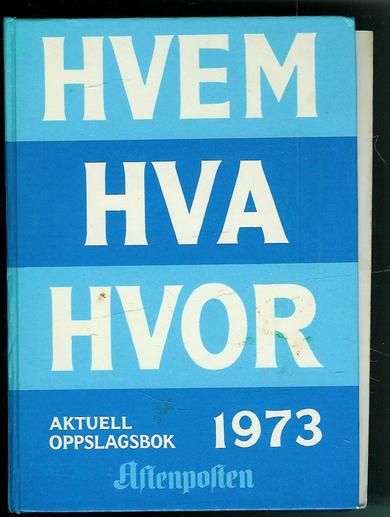 HVEM
HVA
HVOR
AKTUELL
OPPSLAGSBOK
1973
Aftenposten